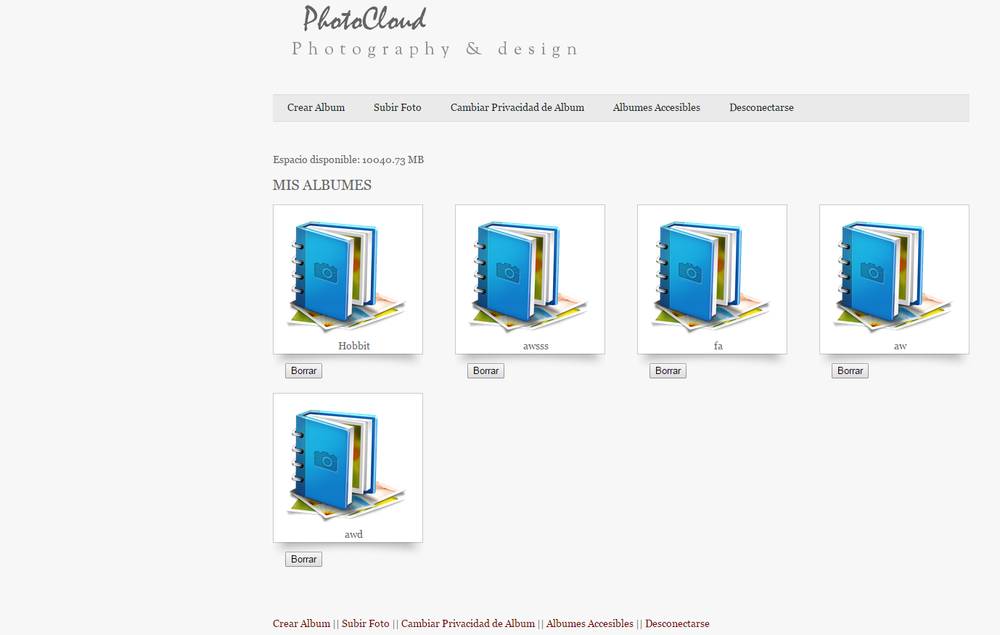 PhotoCloud
Photography & design
Crear Album Subir Foto Cambiar Privacidad de Album Albumes Accesibles Desconectarse
Espacio disponible: 10040.73 MB
MIS ALBUMES
Hobbit awsss fa aw
Borrar Borrar Borrar Borrar
awd
Borrar
Crear Album || Subir Foto || Cambiar Privacidad de Album || Albumes Accesibles || Desconectarse